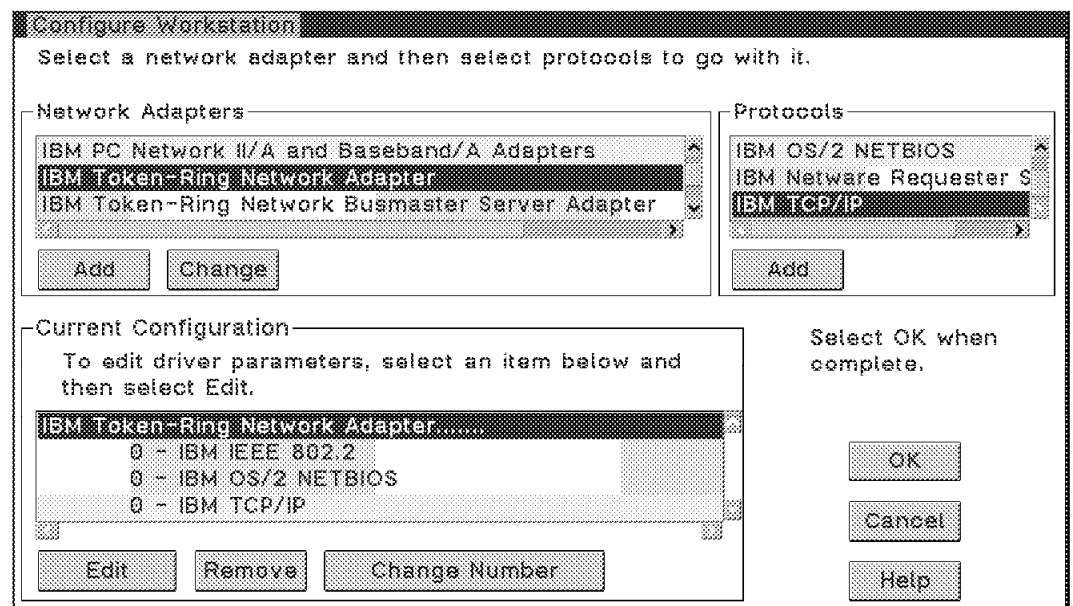 Configure Workstation
Select a network adapter and then select protocols to go with it.
Network Adapters
IBM PC Network II/A and Baseband/A Adapters
IBM Token-Ring Network Adapter
IBM Token-Ring Network Busmaster Server Adapter
Add
Change
Protocols
IBM OS/2 NETBIOS
IBM Netware Requester S
IBM TCP/IP
Add
Current Configuration
To edit driver parameters, select an item below and
then select Edit.
IBM Token-Ring Network Adapter.......
0 - IBM IEEE 802.2
0 - IBM OS/2 NETBIOS
0 - IBM TCP/IP
Edit
Remove
Change Number
Select OK when
complete.
OK
Cancel
Help